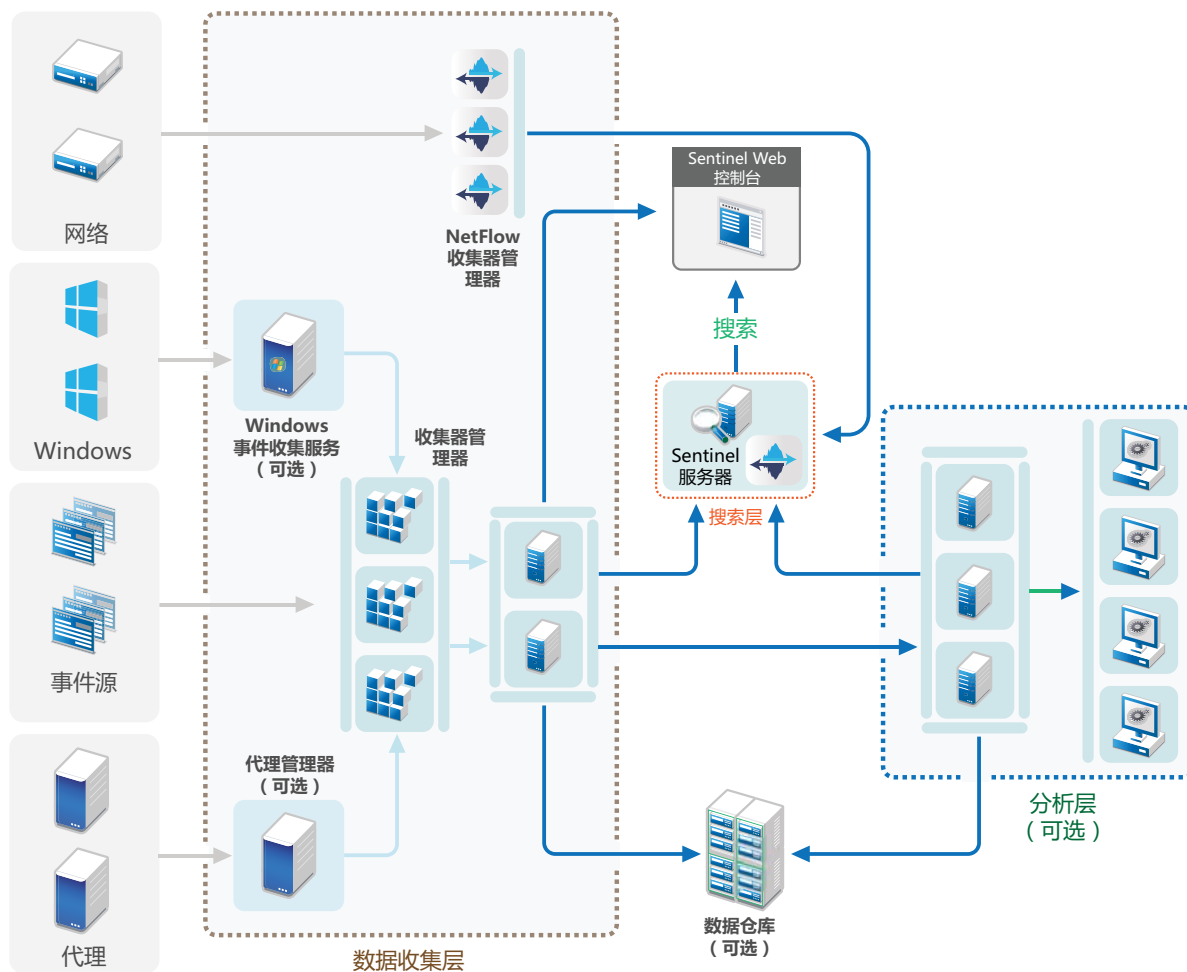 网络
Windows
事件源
代理
NetFlow
收集器管
理器
Windows
事件收集服务
（可选）
收集器管
理器
代理管理器
（可选）
数据收集层
Sentinel Web
控制台
搜索
Sentinel
服务器
搜索层
数据仓库
（可选）
分析层
（可选）